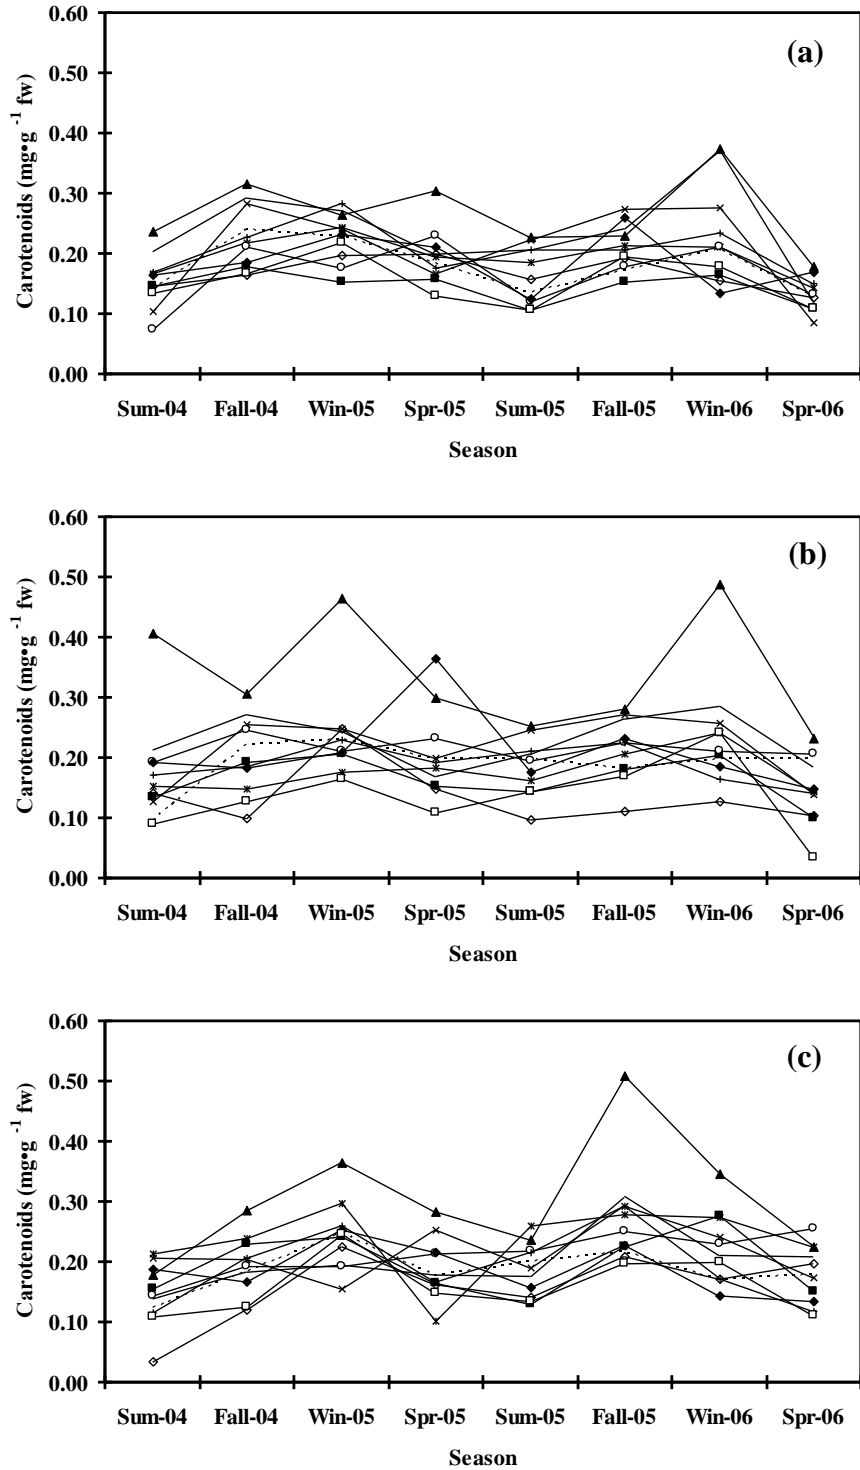 0.60
(a)
0.50
0.40
0.30
0.20
0.10
0.00
Carotenoids (mg•g -1 fw)
Sum-04 Fall-04 Win-05 Spr-05 Sum-05 Fall-05 Win-06 Spr-06
Season
0.60
(b)
0.50
0.40
0.30
0.20
0.10
0.00
Carotenoids (mg•g -1 fw)
Sum-04 Fall-04 Win-05 Spr-05 Sum-05 Fall-05 Win-06 Spr-06
Season
0.60
(c)
0.50
0.40
0.30
0.20
0.10
0.00
Carotenoids (mg•g -1 fw)
Sum-04 Fall-04 Win-05 Spr-05 Sum-05 Fall-05 Win-06 Spr-06
Season